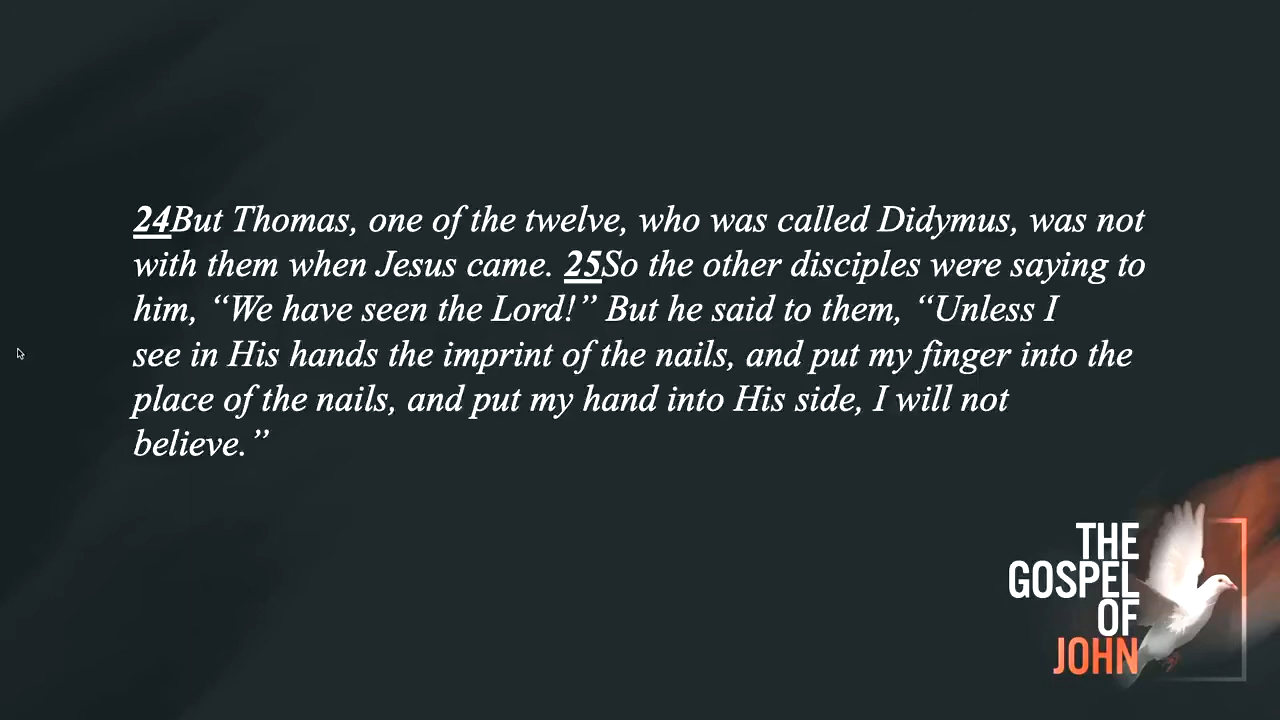 24But Thomas, one of the twelve, who was called Didymus, was not
with them when Jesus came. 25So the other disciples were saying to
him, “We have seen the Lord!” But he said to them, “Unless I
see in His hands the imprint of the nails, and put my finger into the
place of the nails, and put my hand into His side, I will not
believe.”
THE
GOSPEL
OF
JOHN